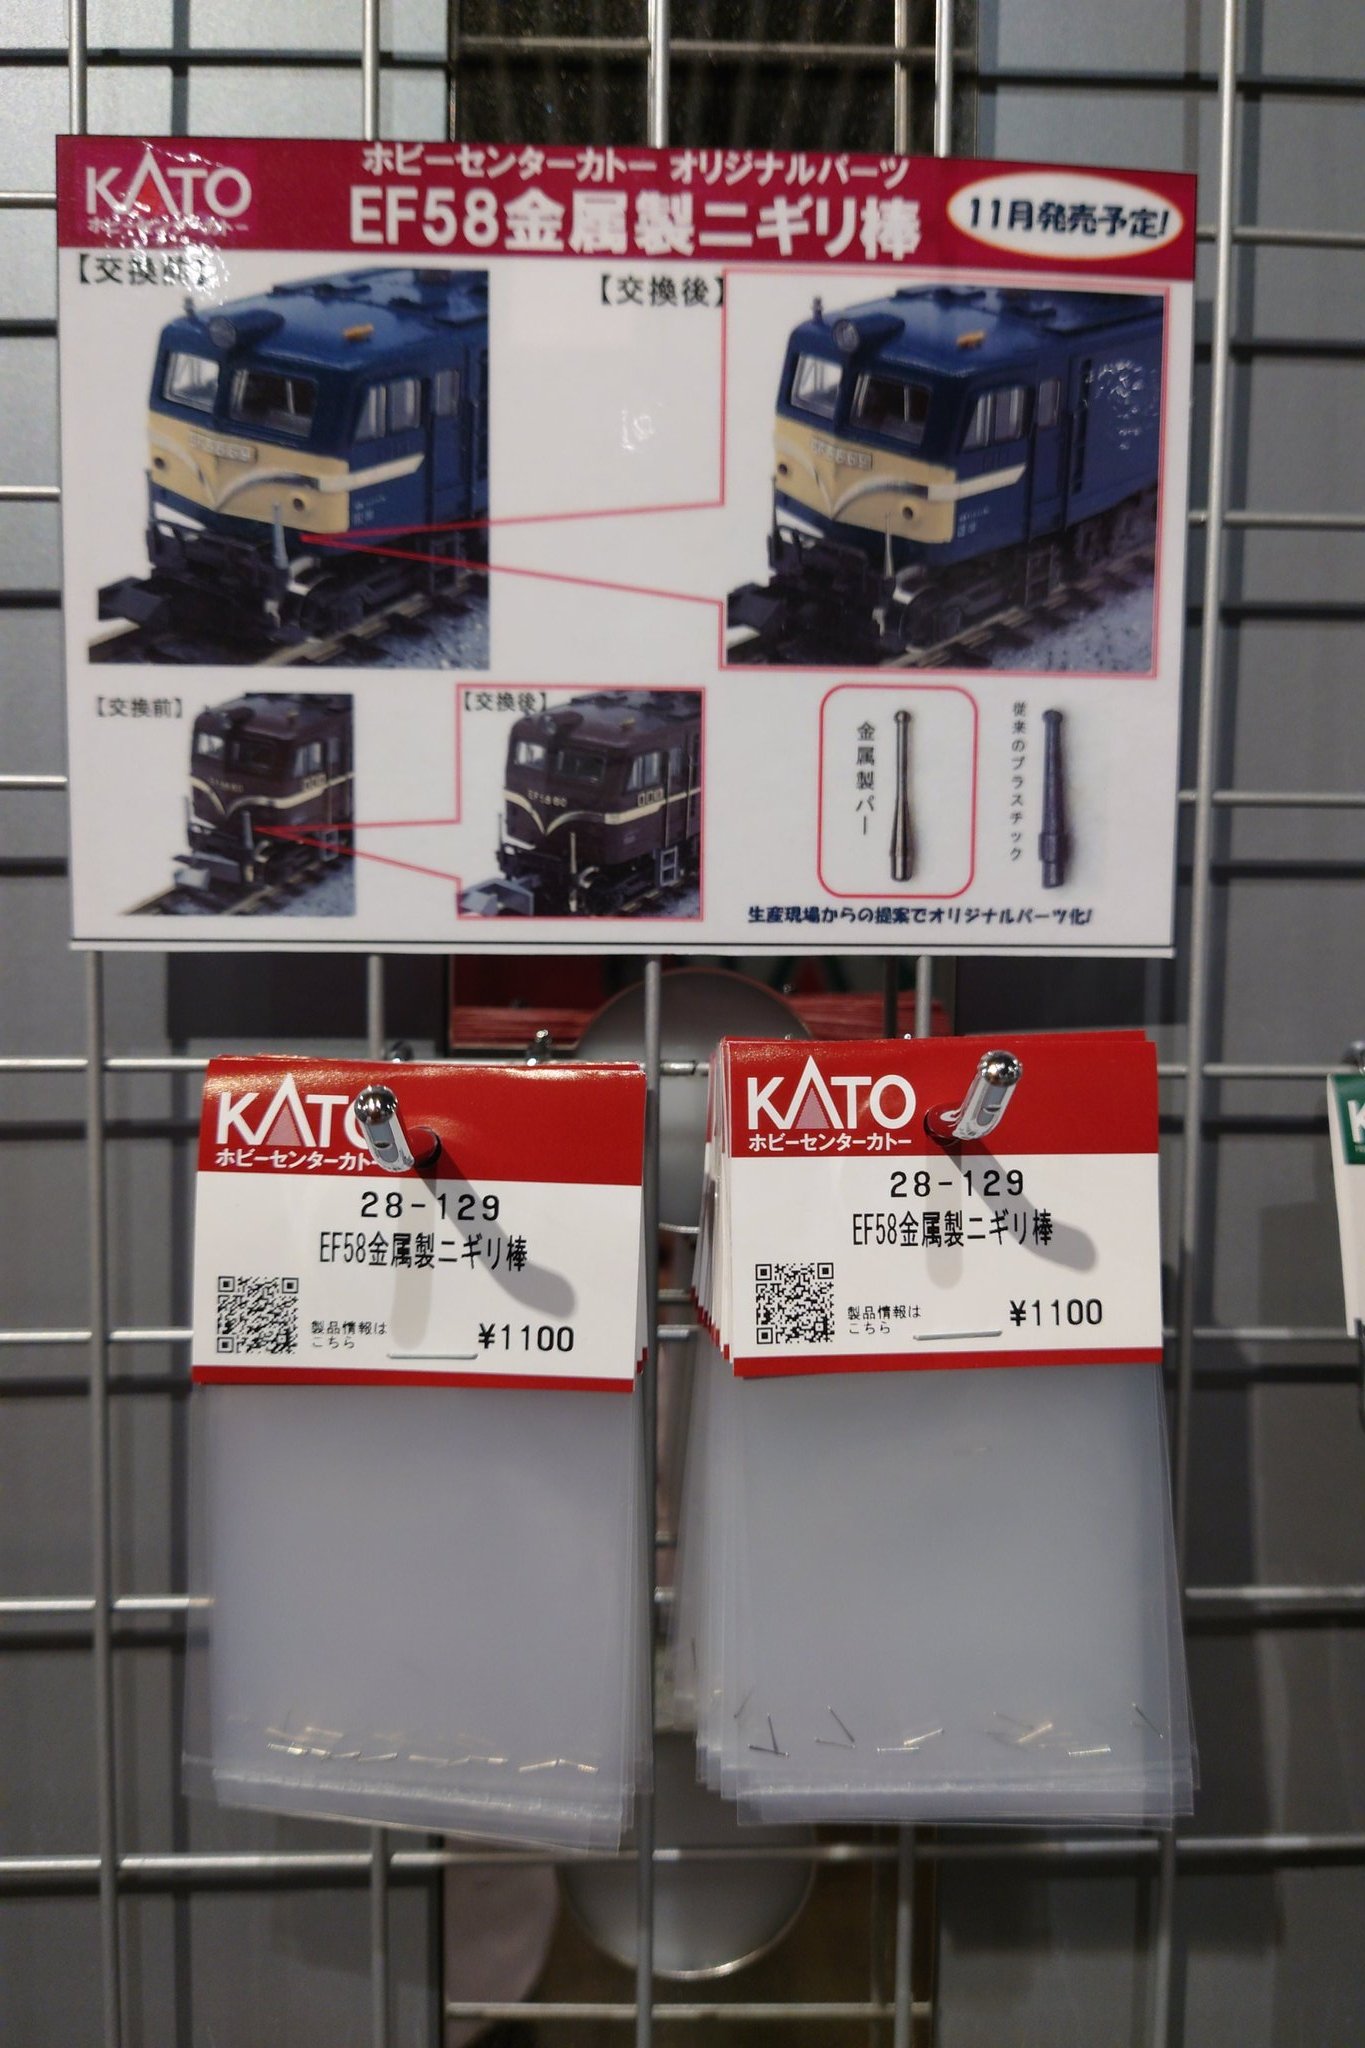 KATO
ホビーセンターカトー
ホビーセンターカトー オリジナルパーツ
EF58金属製ニギリ棒
11月発売予定!
【交換前】
【交換後】
【交換前】
【交換後】
EF5860
金属製バー
従来のプラスチック
生産現場からの提案でオリジナルパーツ化!
KATO
ホビーセンターカトー
28-129
EF58金属製ニギリ棒
製品情報は
こちら
¥1100
KATO
ホビーセンターカトー
28-129
EF58金属製ニギリ棒
製品情報は
こちら
¥1100